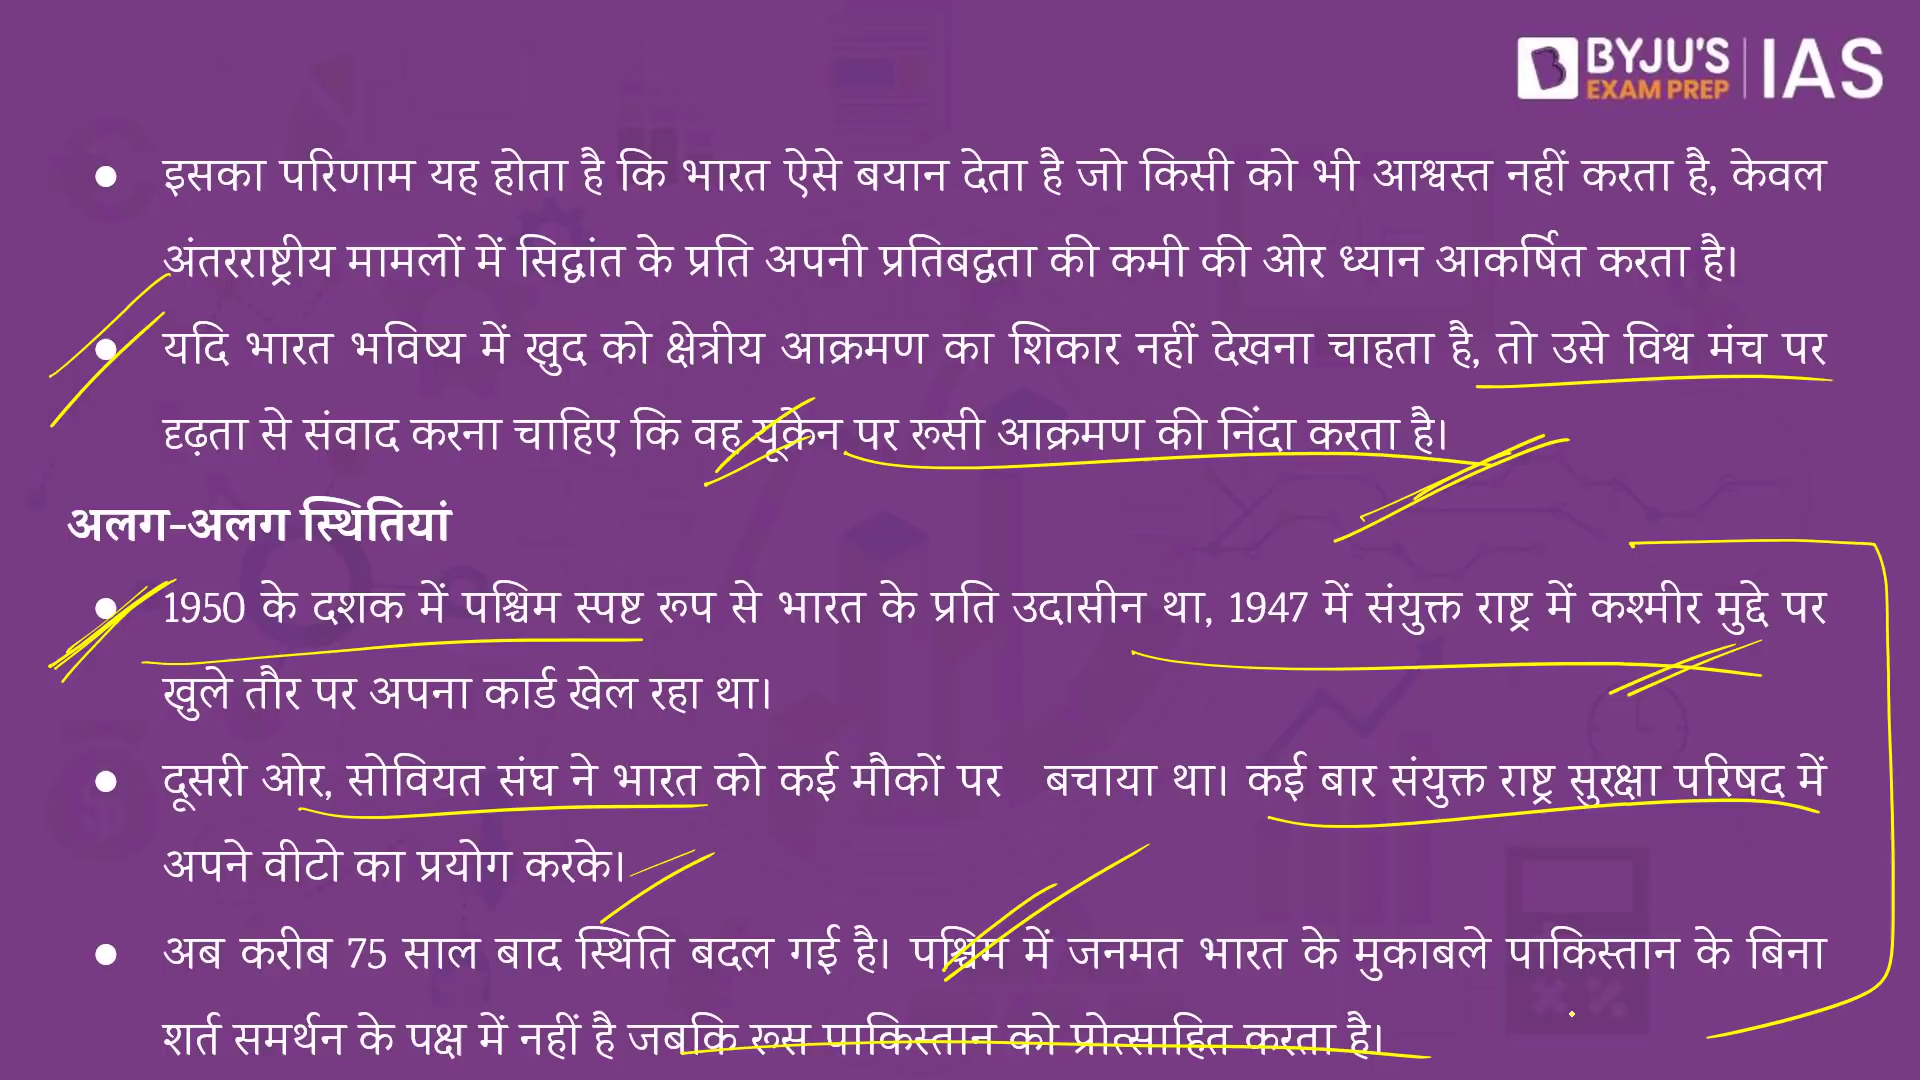 BYJU'S EXAM PREP | IAS
● इसका परिणाम यह होता है कि भारत ऐसे बयान देता है जो किसी को भी आश्वस्त नहीं करता है, केवल
अंतरराष्ट्रीय मामलों में सिद्धांत के प्रति अपनी प्रतिबद्धता की कमी की ओर ध्यान आकर्षित करता है।
● यदि भारत भविष्य में खुद को क्षेत्रीय आक्रमण का शिकार नहीं देखना चाहता है, तो उसे विश्व मंच पर
दृढ़ता से संवाद करना चाहिए कि वह यूक्रेन पर रूसी आक्रमण की निंदा करता है।
अलग-अलग स्थितियां
● 1950 के दशक में पश्चिम स्पष्ट रूप से भारत के प्रति उदासीन था, 1947 में संयुक्त राष्ट्र में कश्मीर मुद्दे पर
खुले तौर पर अपना कार्ड खेल रहा था।
● दूसरी ओर, सोवियत संघ ने भारत को कई मौकों पर बचाया था। कई बार संयुक्त राष्ट्र सुरक्षा परिषद में
अपने वीटो का प्रयोग करके।
● अब करीब 75 साल बाद स्थिति बदल गई है। पश्चिम में जनमत भारत के मुकाबले पाकिस्तान के बिना
शर्त समर्थन के पक्ष में नहीं है जबकि रूस पाकिस्तान को प्रोत्साहित करता है।